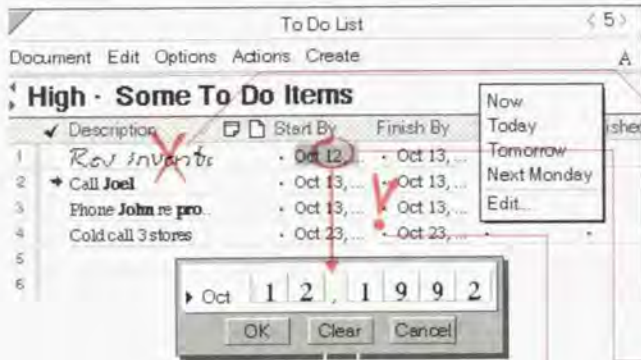 To Do List < 5 >
Document Edit Options Actions Create A
High · Some To Do Items
✓ Description Start By Finish By
1 · Oct 12, · Oct 13, ...
2 Call Joel · Oct 13, ... · Oct 13, ...
3 Phone John re pro.. · Oct 13, ... · Oct 13, ...
4 Cold call 3 stores · Oct 23, ... · Oct 23, ...
5
6
Now
Today
Tomorrow
Next Monday
Edit...
Oct 1 2 , 1 9 9 2
OK Clear Cancel